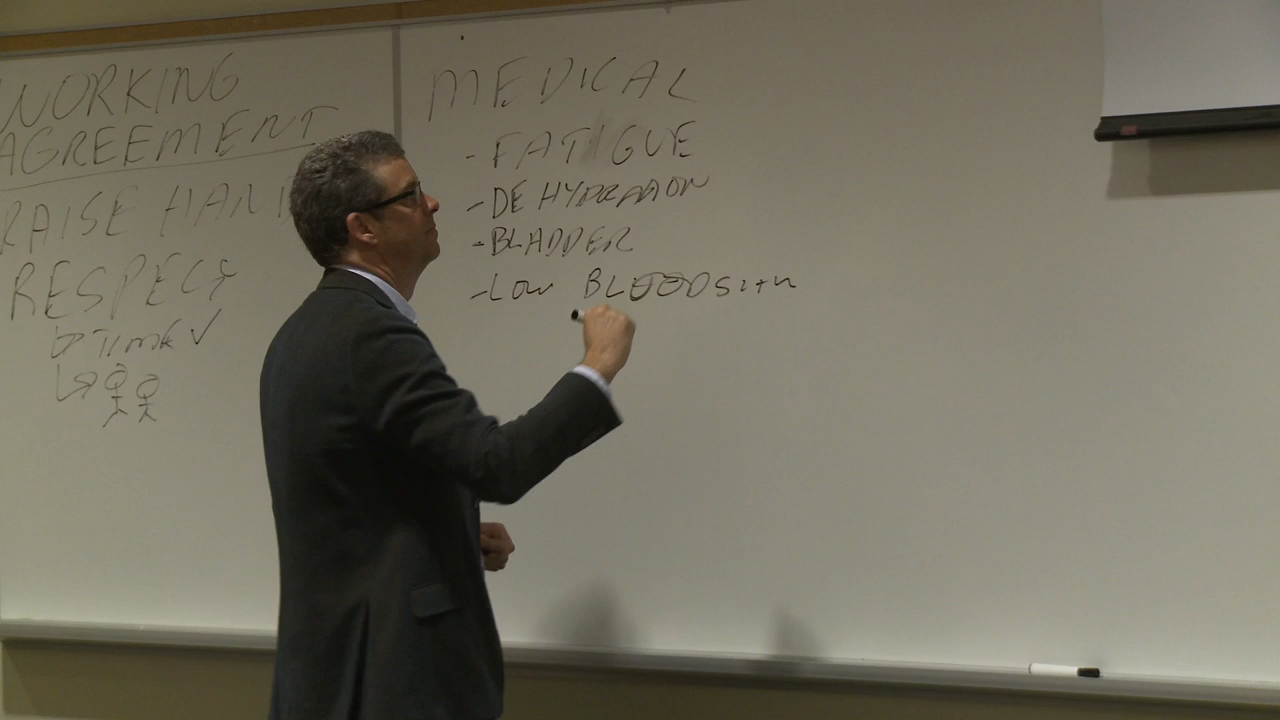 WORKING
AGREEMENT
RAISE HAN
RESPECT
TIME ✓
MEDICAL
- FATIGUE
- DEHYDRATION
- BLADDER
- LOW BLOOD